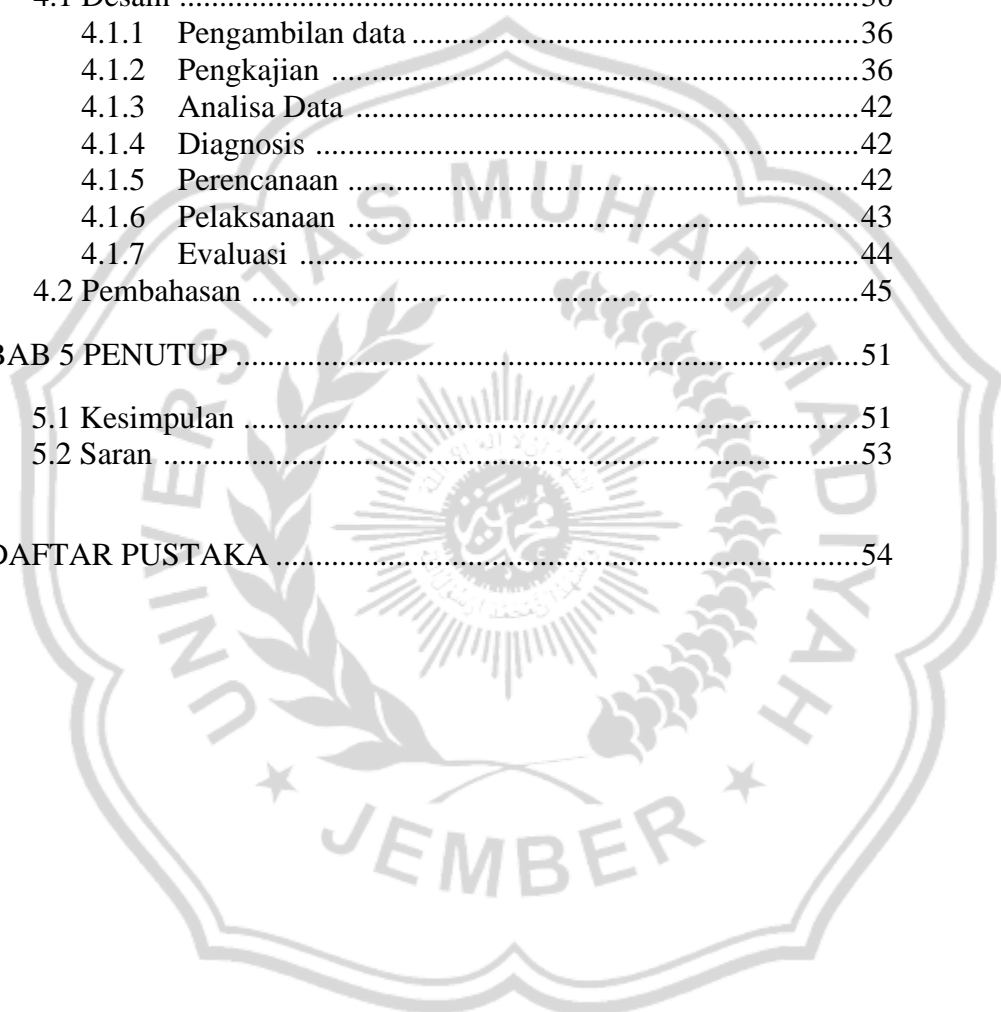 4.1 Desain ........................................................................................36
4.1.1 Pengambilan data.........................................................36
4.1.2 Pengkajian ...................................................................36
4.1.3 Analisa Data ................................................................42
4.1.4 Diagnosis .....................................................................42
4.1.5 Perencanaan .................................................................42
4.1.6 Pelaksanaan .................................................................43
4.1.7 Evaluasi .......................................................................44
4.2 Pembahasan .................................................................................45
BAB 5 PENUTUP ...............................................................................51
5.1 Kesimpulan ..................................................................................51
5.2 Saran ............................................................................................53
DAFTAR PUSTAKA ..........................................................................54
UNIVERSITAS MUHAMMADIYAH
JEMBER